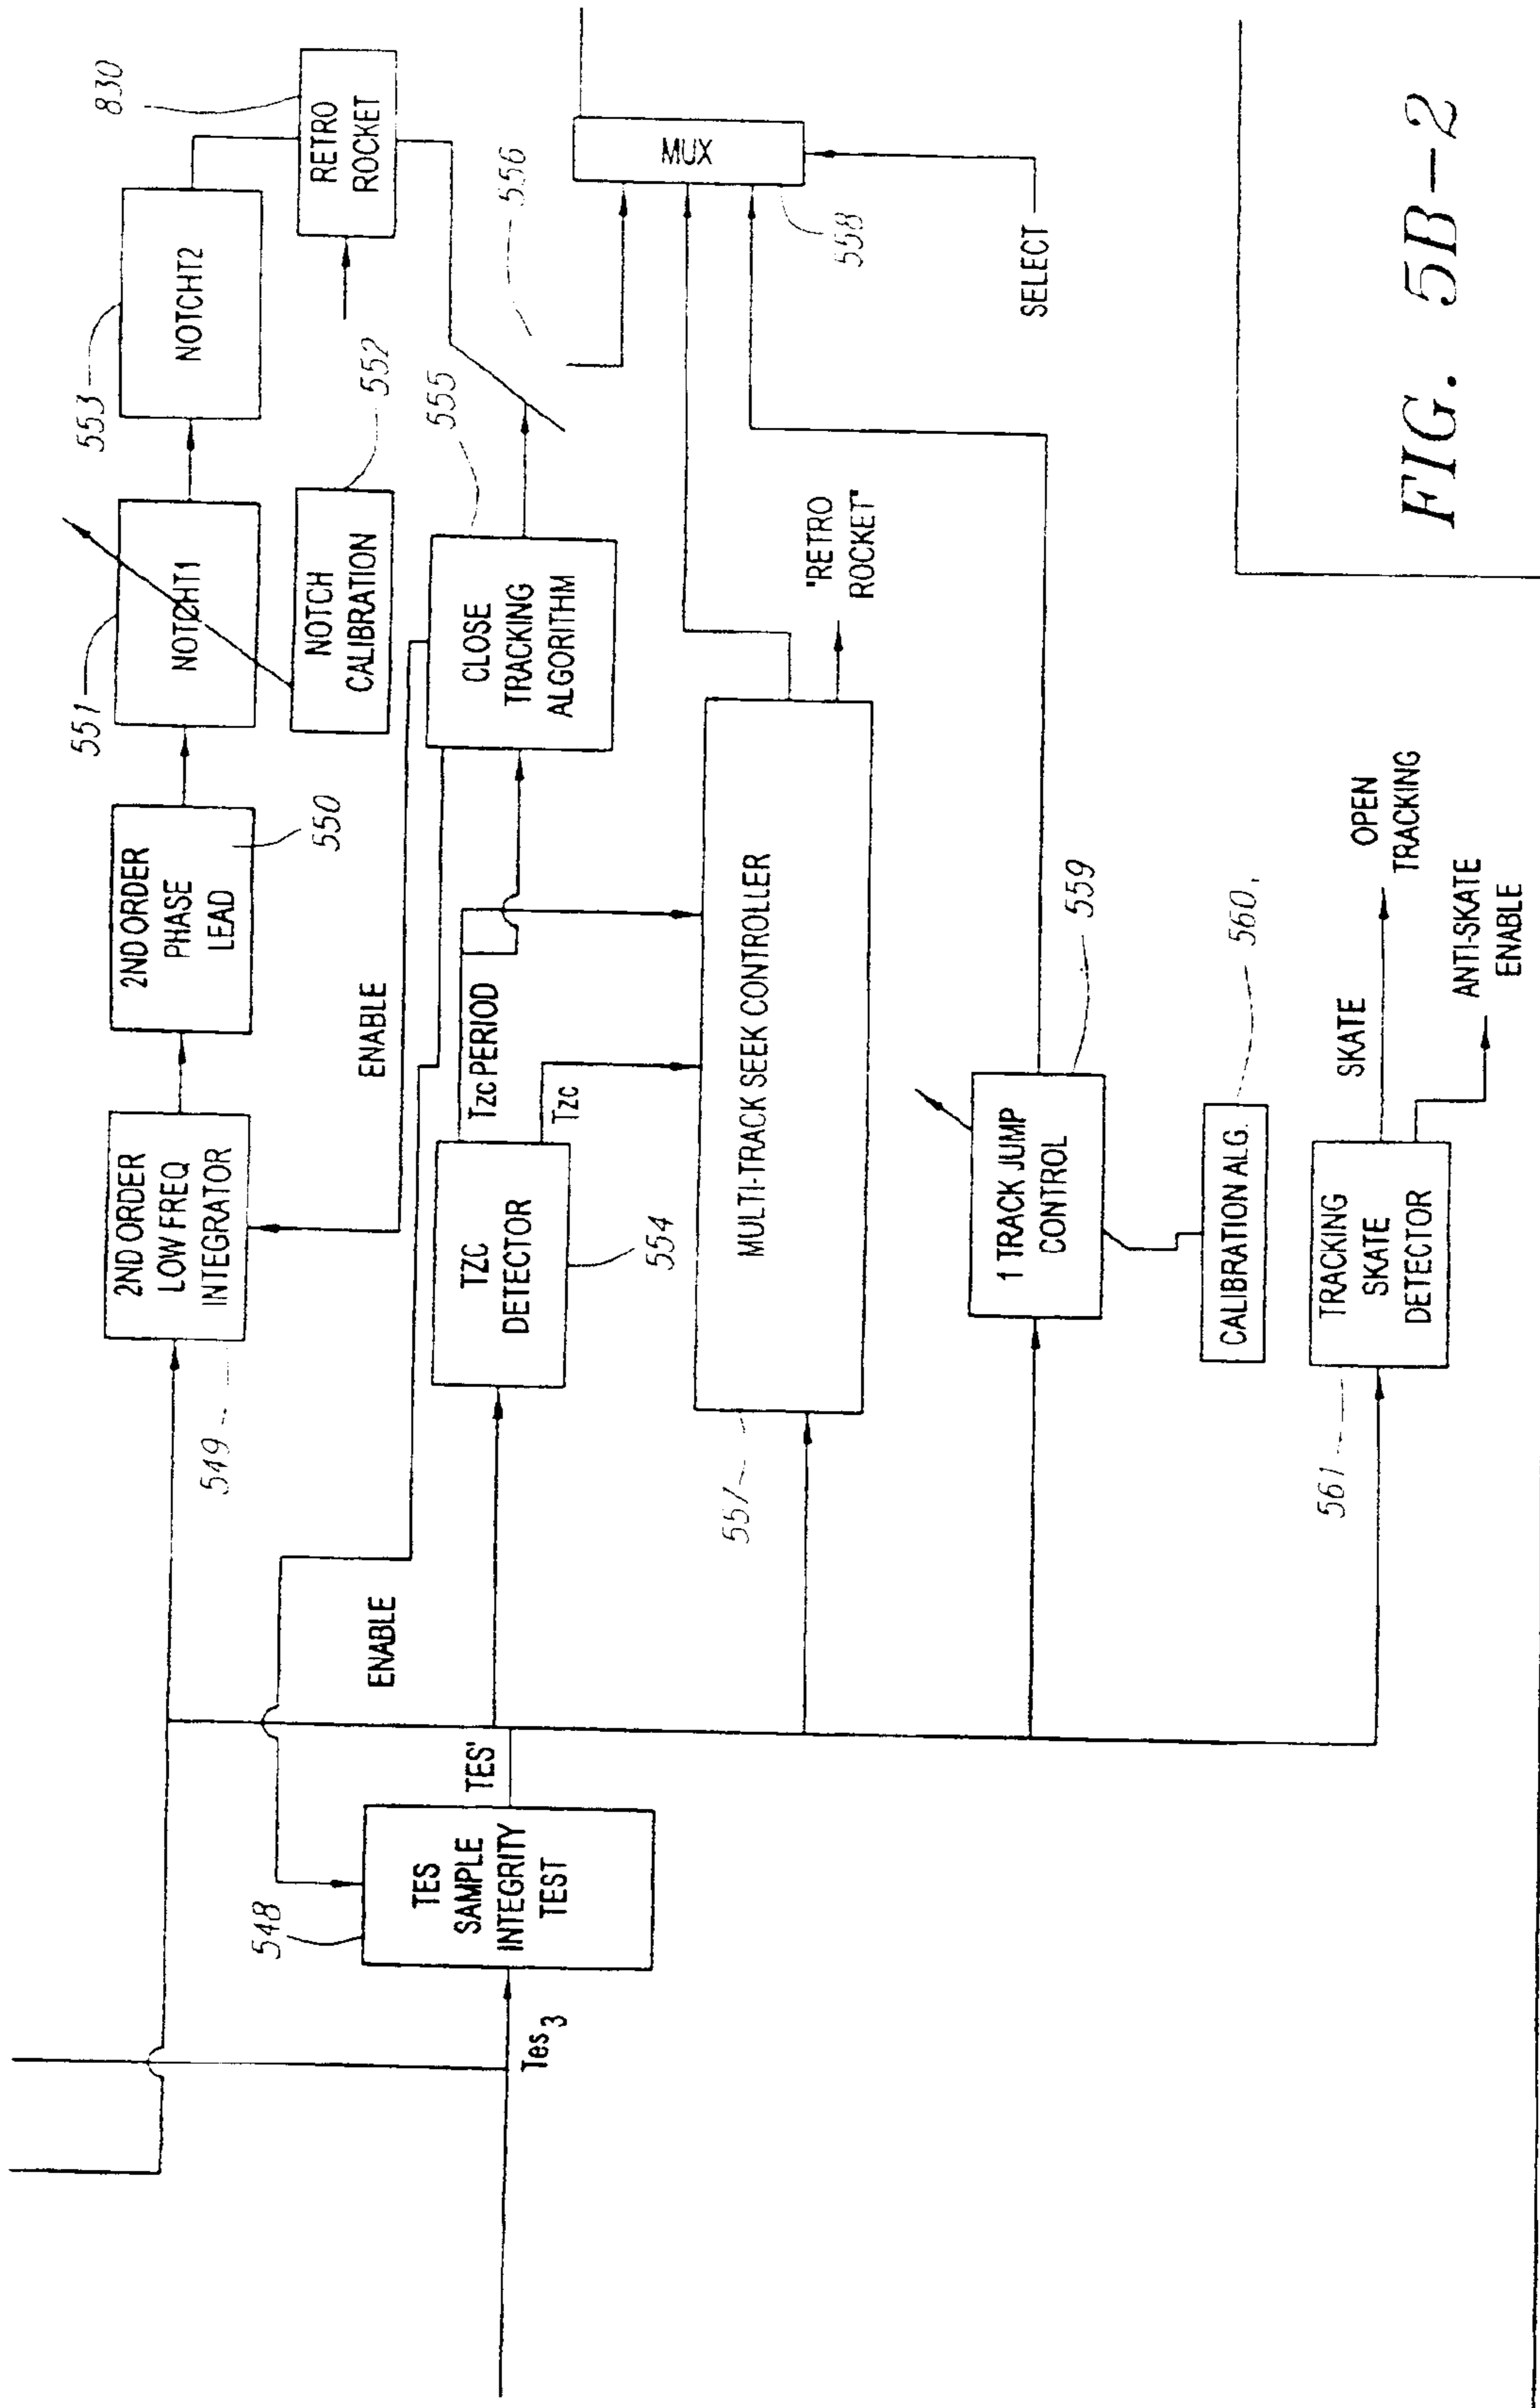 830
RETRO
ROCKET
553
NOTCHT2
551
NOTCHT1
552
NOTCH
CALIBRATION
2ND ORDER
PHASE
LEAD
550
2ND ORDER
LOW FREQ
INTEGRATOR
549
ENABLE
555
CLOSE
TRACKING
ALGORITHM
556
MUX
558
SELECT
Tzc PERIOD
Tzc
TZC
DETECTOR
554
ENABLE
548
TES
SAMPLE
INTEGRITY
TEST
TES'
Tes3
MULTI-TRACK SEEK CONTROLLER
557
"RETRO
ROCKET"
1 TRACK JUMP
CONTROL
559
CALIBRATION ALG.
560
TRACKING
SKATE
DETECTOR
561
SKATE
OPEN
TRACKING
ANTI-SKATE
ENABLE
FIG. 5B-2